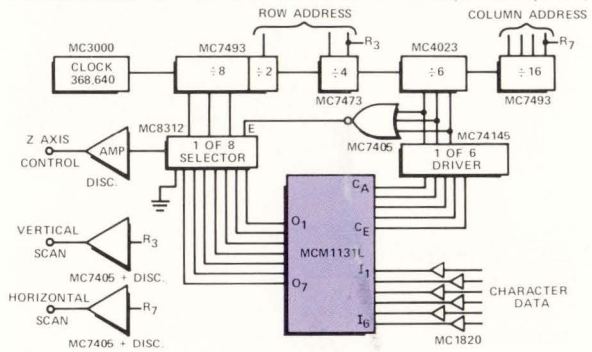 ROW ADDRESS
COLUMN ADDRESS
MC3000
MC7493
R3
MC4023
R7
CLOCK
368,640
÷8
÷2
÷4
÷6
÷16
MC7473
MC7493
MC8312
E
MC7405
MC74145
Z AXIS
CONTROL
AMP
DISC.
1 OF 8
SELECTOR
1 OF 6
DRIVER
CA
CE
O1
O7
MCM1131L
I1
I6
VERTICAL
SCAN
R3
MC7405 + DISC.
HORIZONTAL
SCAN
R7
MC7405 + DISC.
CHARACTER
DATA
MC1820